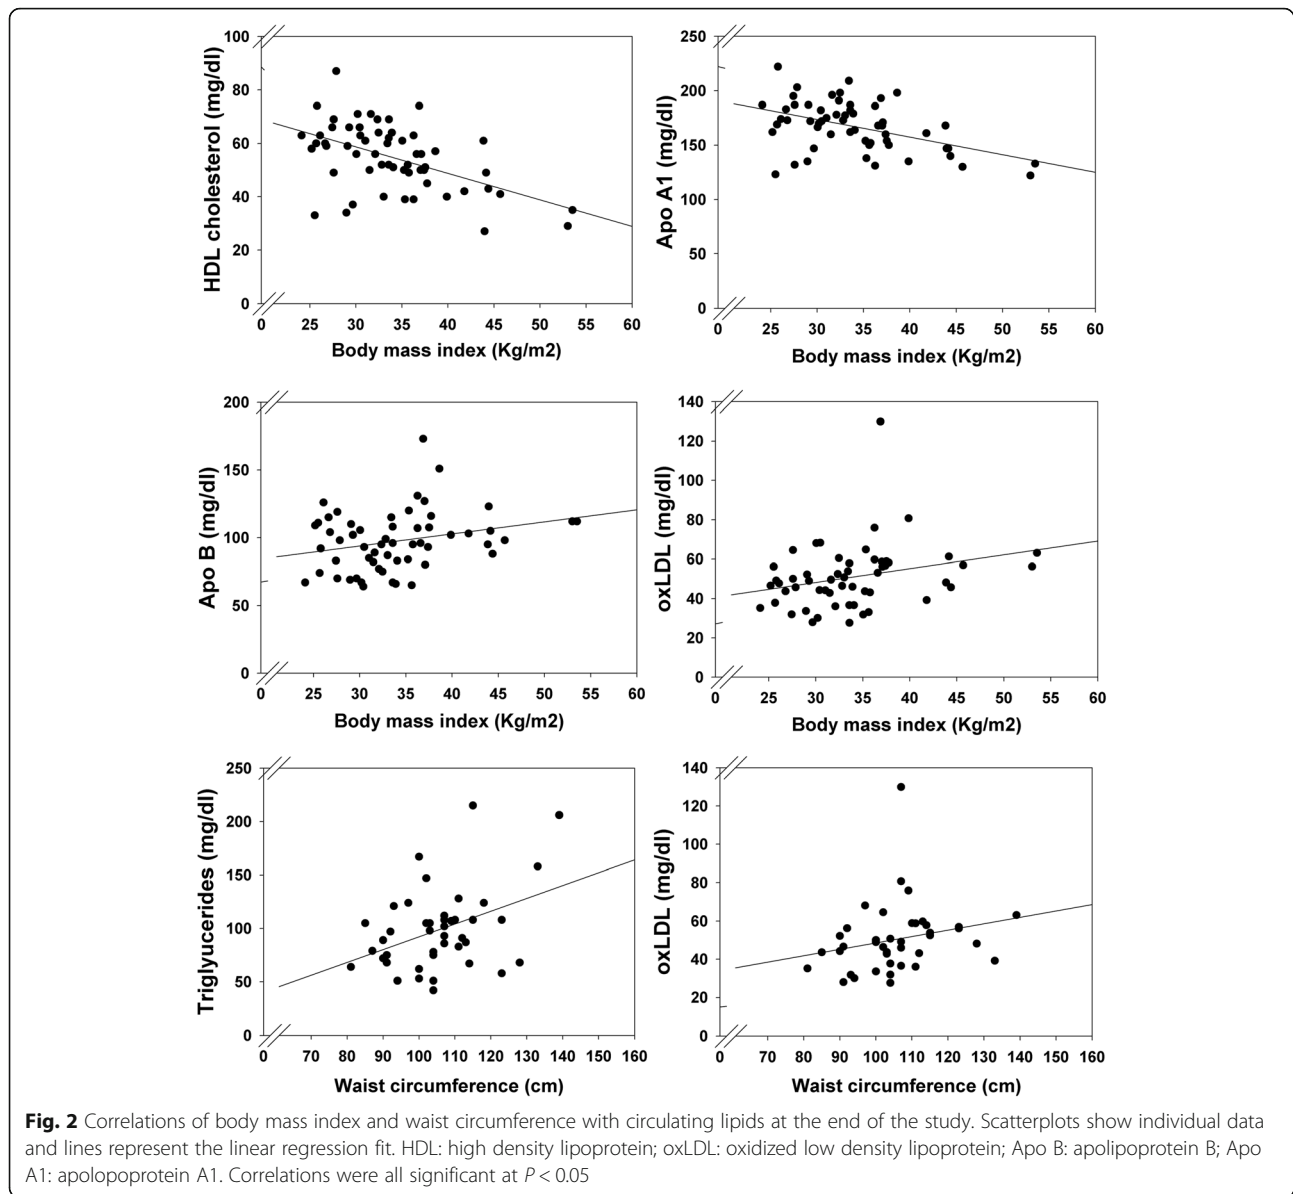 100
80
60
40
20
0
HDL cholesterol (mg/dl)
0 25 30 35 40 45 50 55 60
Body mass index (Kg/m2)
250
200
150
100
50
0
Apo A1 (mg/dl)
0 25 30 35 40 45 50 55 60
Body mass index (Kg/m2)
200
150
100
50
0
Apo B (mg/dl)
0 25 30 35 40 45 50 55 60
Body mass index (Kg/m2)
140
120
100
80
60
40
20
0
oxLDL (mg/dl)
0 25 30 35 40 45 50 55 60
Body mass index (Kg/m2)
250
200
150
100
50
0
Triglyucerides (mg/dl)
0 70 80 90 100 110 120 130 140 150 160
Waist circumference (cm)
140
120
100
80
60
40
20
0
oxLDL (mg/dl)
0 70 80 90 100 110 120 130 140 150 160
Waist circumference (cm)
Fig. 2 Correlations of body mass index and waist circumference with circulating lipids at the end of the study. Scatterplots show individual data
and lines represent the linear regression fit. HDL: high density lipoprotein; oxLDL: oxidized low density lipoprotein; Apo B: apolipoprotein B; Apo
A1: apolopoprotein A1. Correlations were all significant at P < 0.05